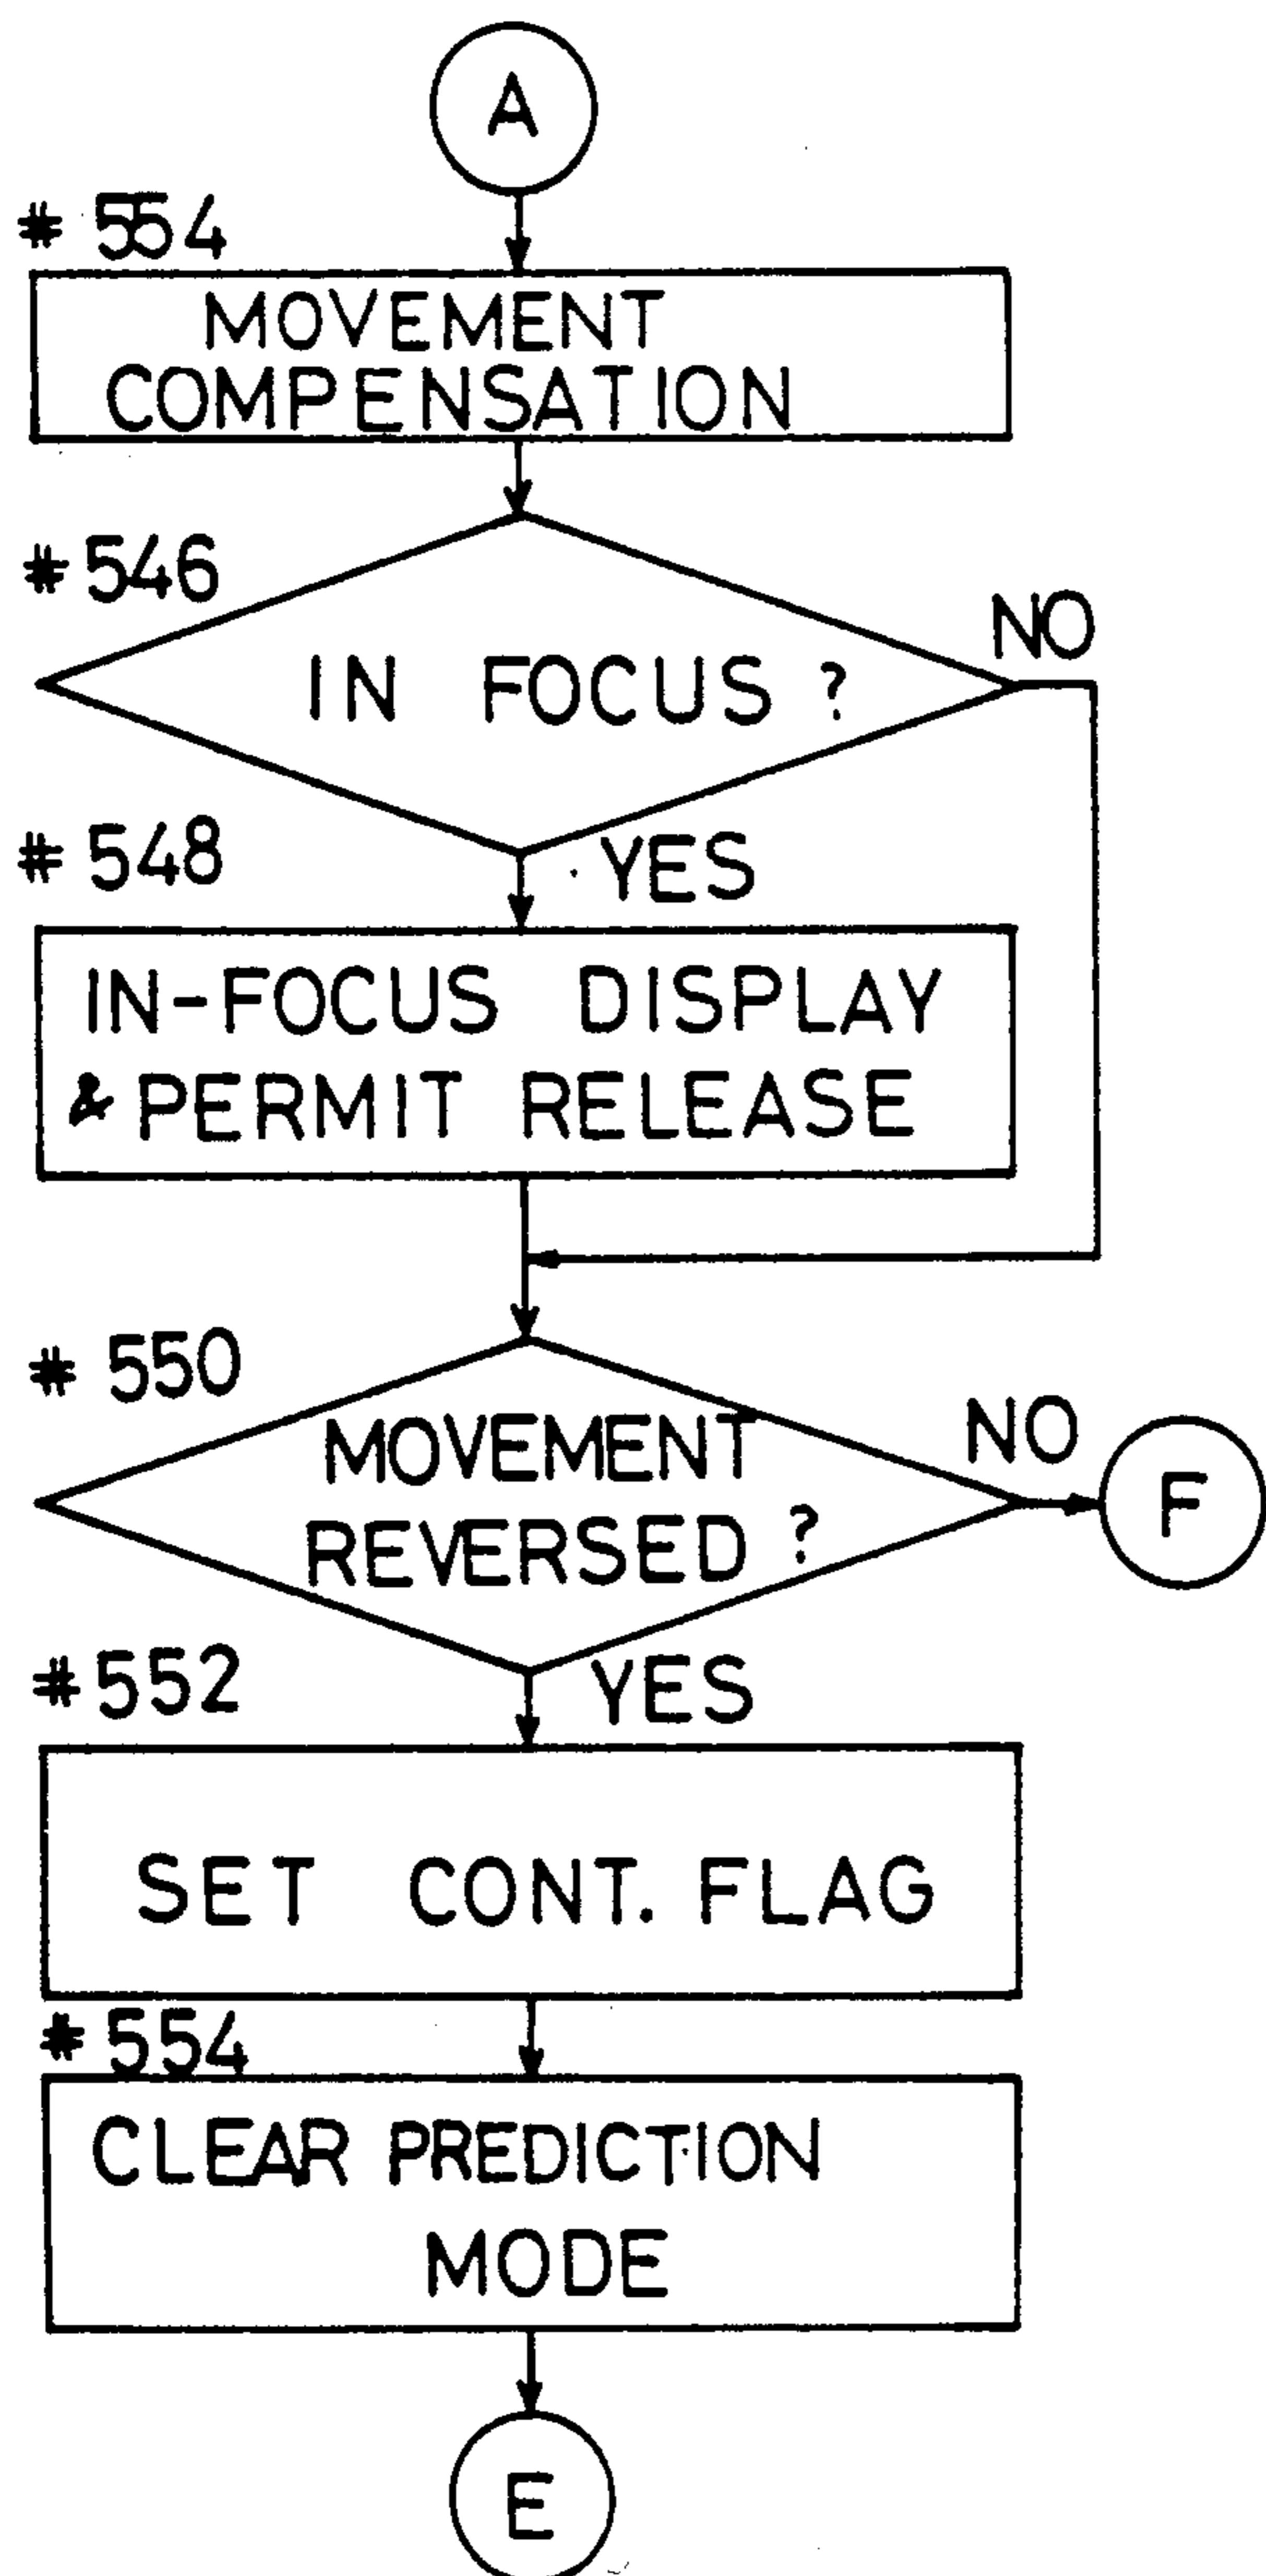 A
# 554
MOVEMENT
COMPENSATION
# 546
IN FOCUS ?
NO
# 548
YES
IN-FOCUS DISPLAY
& PERMIT RELEASE
# 550
MOVEMENT
REVERSED ?
NO
F
# 552
YES
SET CONT. FLAG
# 554
CLEAR PREDICTION
MODE
E